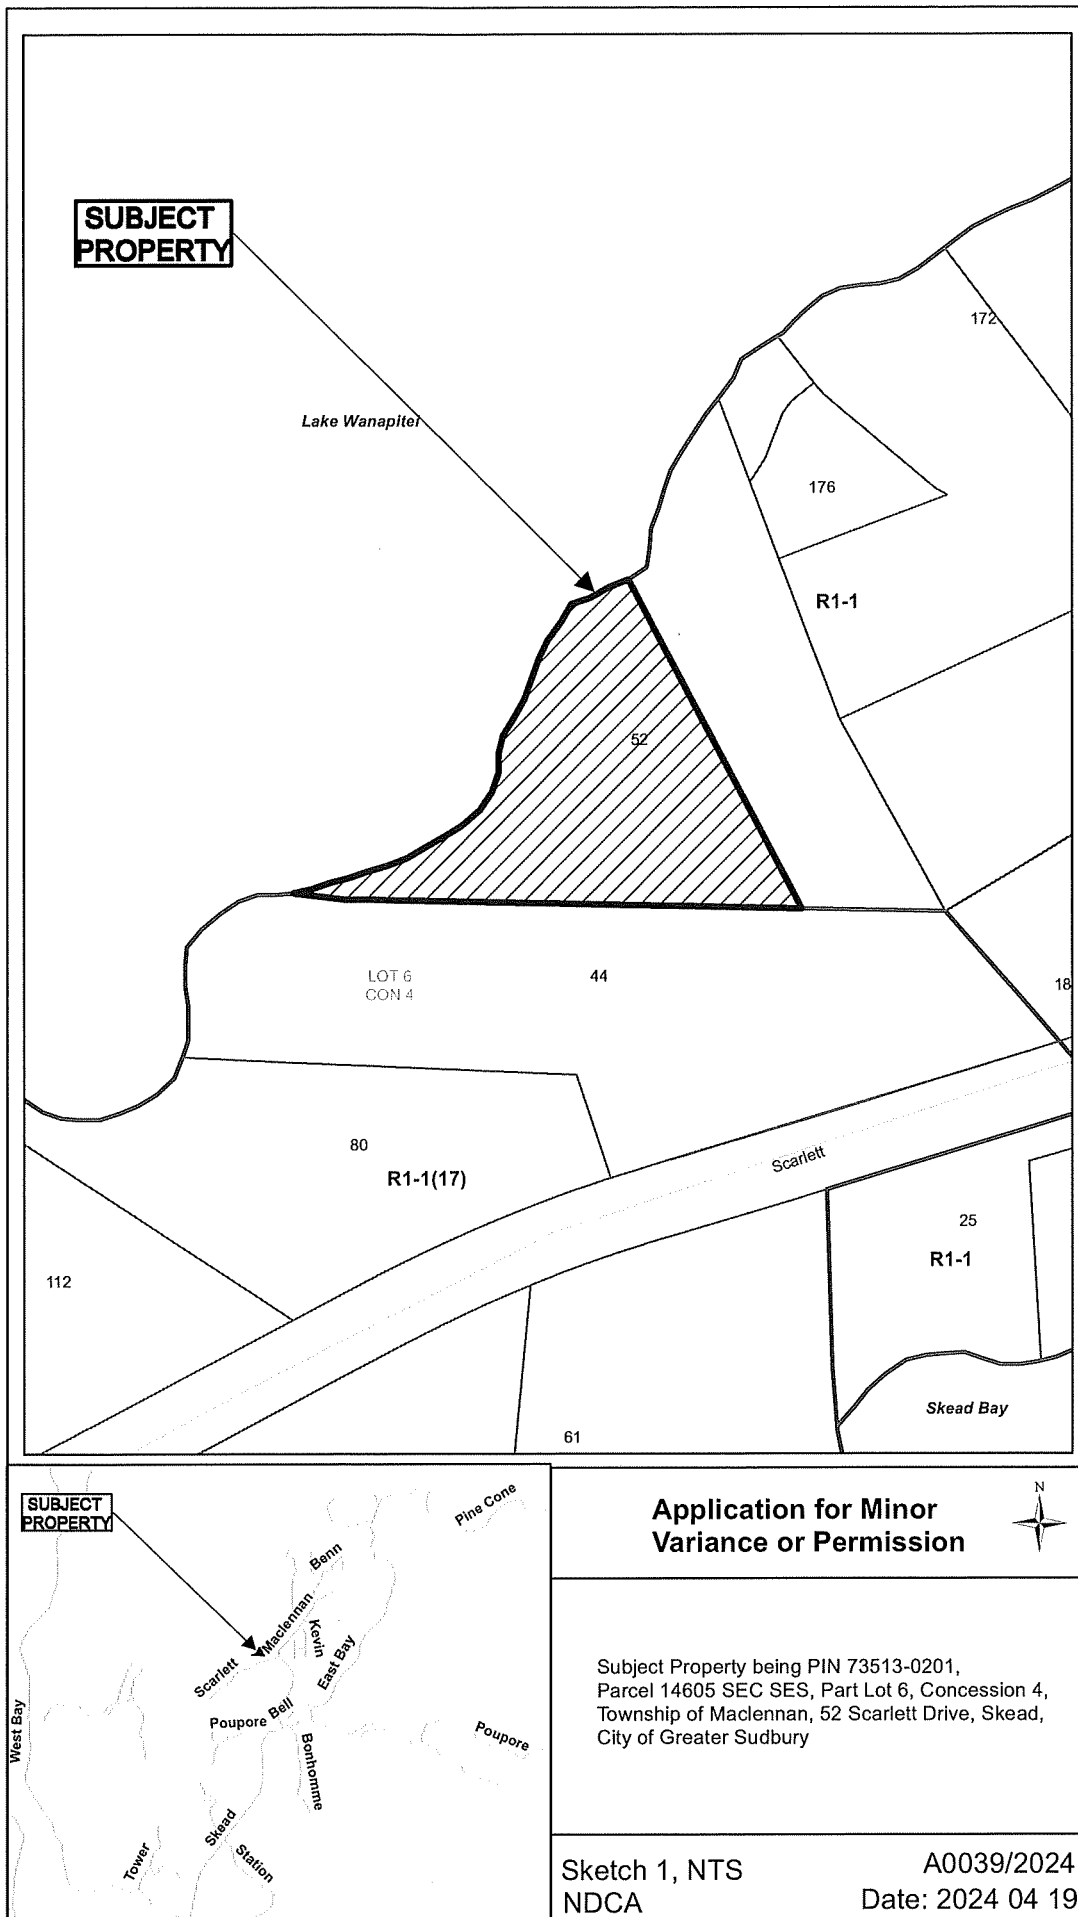 SUBJECT
PROPERTY
172
Lake Wanapitei
176
R1-1
52
LOT 6
CON 4
44
18
80
R1-1(17)
Scarlett
25
R1-1
112
Skead Bay
61
SUBJECT
PROPERTY
Pine Cone
Benn
Maclennan
Kevin
East Bay
Scarlett
Bell
Poupore
Poupore
West Bay
Bonhomme
Skead
Station
Tower
Application for Minor
Variance or Permission
N
Subject Property being PIN 73513-0201,
Parcel 14605 SEC SES, Part Lot 6, Concession 4,
Township of Maclennan, 52 Scarlett Drive, Skead,
City of Greater Sudbury
Sketch 1, NTS
NDCA
A0039/2024
Date: 2024 04 19